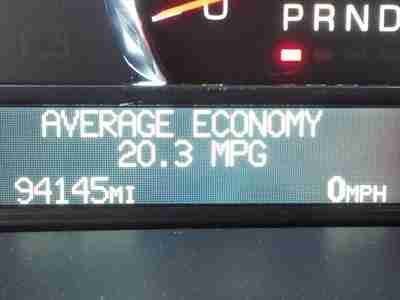 PRND
AVERAGE ECONOMY
20.3 MPG
94145MI 0MPH